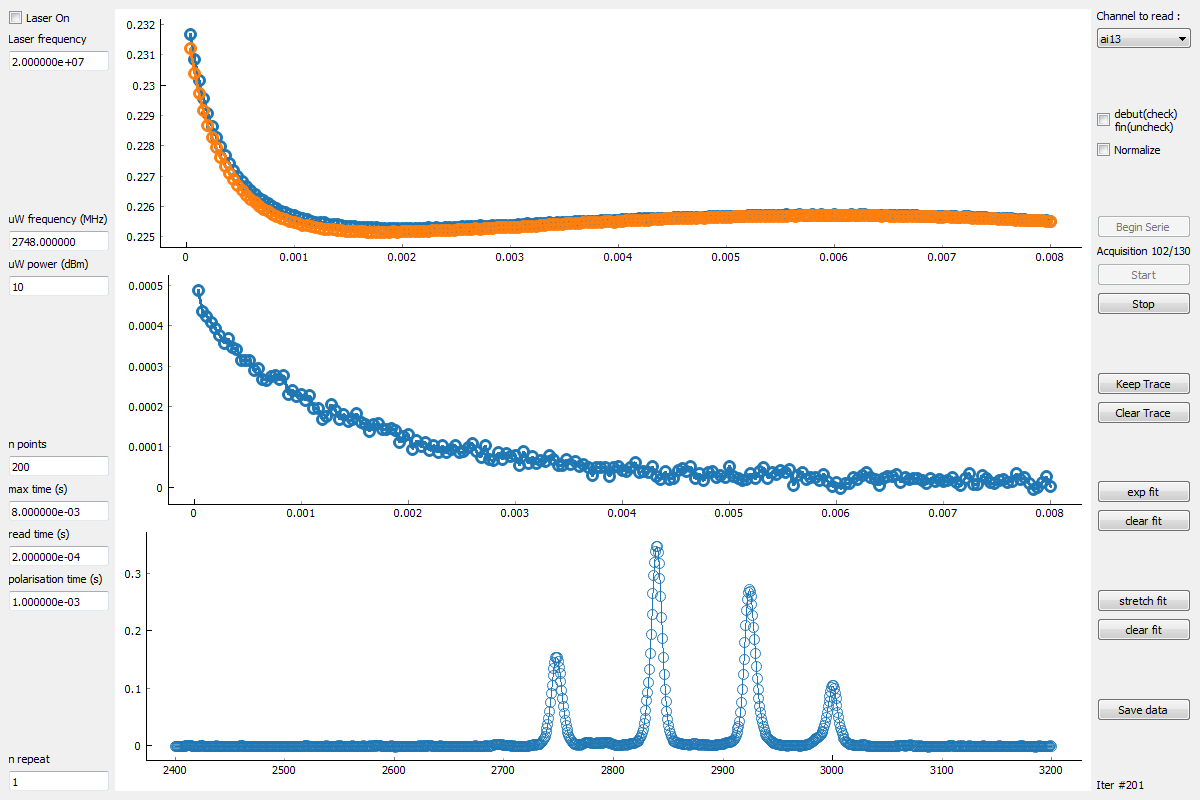 Laser On
Laser frequency
2.000000e+07
uW frequency (MHz)
2748.000000
uW power (dBm)
10
n points
200
max time (s)
8.000000e-03
read time (s)
2.000000e-04
polarisation time (s)
1.000000e-03
n repeat
1
0.232
0.231
0.23
0.229
0.228
0.227
0.226
0.225
0 0.001 0.002 0.003 0.004 0.005 0.006 0.007 0.008
0.0005
0.0004
0.0003
0.0002
0.0001
0
0 0.001 0.002 0.003 0.004 0.005 0.006 0.007 0.008
0.3
0.2
0.1
0
2400 2500 2600 2700 2800 2900 3000 3100 3200
Channel to read :
ai13
debut(check)
fin(uncheck)
Normalize
Begin Serie
Acquisition 102/130
Start
Stop
Keep Trace
Clear Trace
exp fit
clear fit
stretch fit
clear fit
Save data
Iter #201